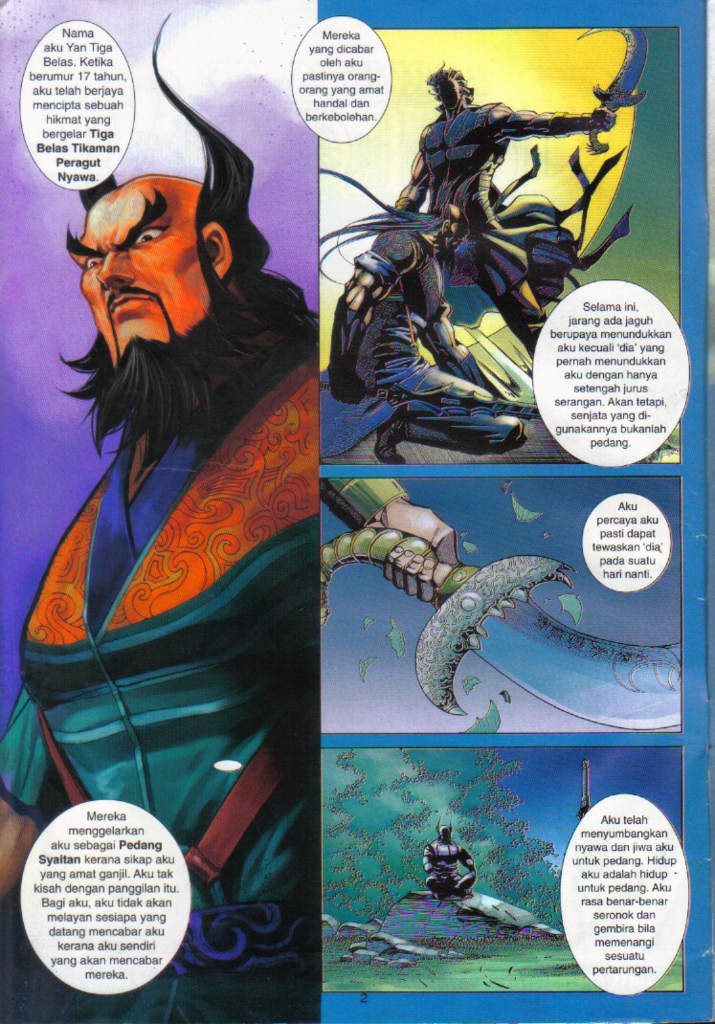 Nama
aku Yan Tiga
Belas. Ketika
berumur 17 tahun,
aku telah berjaya
mencipta sebuah
hikmat yang
bergelar Tiga
Belas Tikaman
Peragut
Nyawa.
Mereka
menggelarkan
aku sebagai Pedang
Syaitan kerana sikap aku
yang amat ganjil. Aku tak
kisah dengan panggilan itu.
Bagi aku, aku tidak akan
melayan sesiapa yang
datang mencabar aku
kerana aku sendiri
yang akan mencabar
mereka.
Mereka
yang dicabar
oleh aku
pastinya orang-
orang yang amat
handal dan
berkebolehan.
Selama ini,
jarang ada jaguh
berupaya menundukkan
aku kecuali 'dia' yang
pernah menundukkan
aku dengan hanya
setengah jurus
serangan. Akan tetapi,
senjata yang di-
gunakannya bukanlah
pedang.
Aku
percaya aku
pasti dapat
tewaskan 'dia'
pada suatu
hari nanti.
Aku telah
menyumbangkan
nyawa dan jiwa aku
untuk pedang. Hidup
aku adalah hidup
untuk pedang. Aku
rasa benar-benar
seronok dan
gembira bila
memenangi
sesuatu
pertarungan.
2